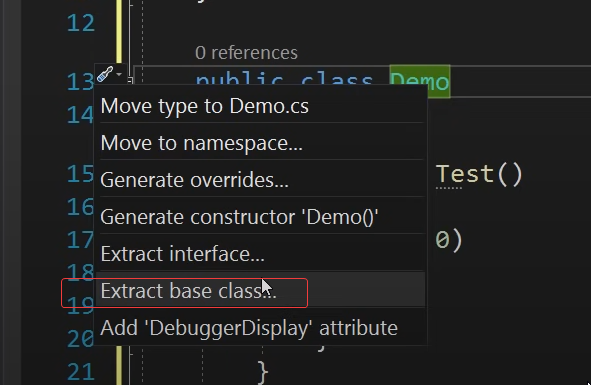 12
0 references
13 public class Demo
Move type to Demo.cs
14
Move to namespace...
15 Test()
Generate overrides...
16
Generate constructor 'Demo()'
17 0)
Extract interface...
18
Extract base class...
19
20
Add 'DebuggerDisplay' attribute
21 }